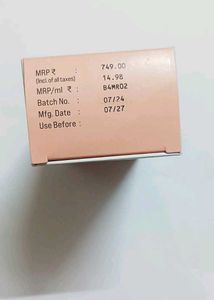 MRP ₹ : 749.00
(Incl. of all taxes)
MRP/ml ₹ : 14.98
Batch No. : B4MR02
Mfg. Date : 07/24
Use Before : 07/27